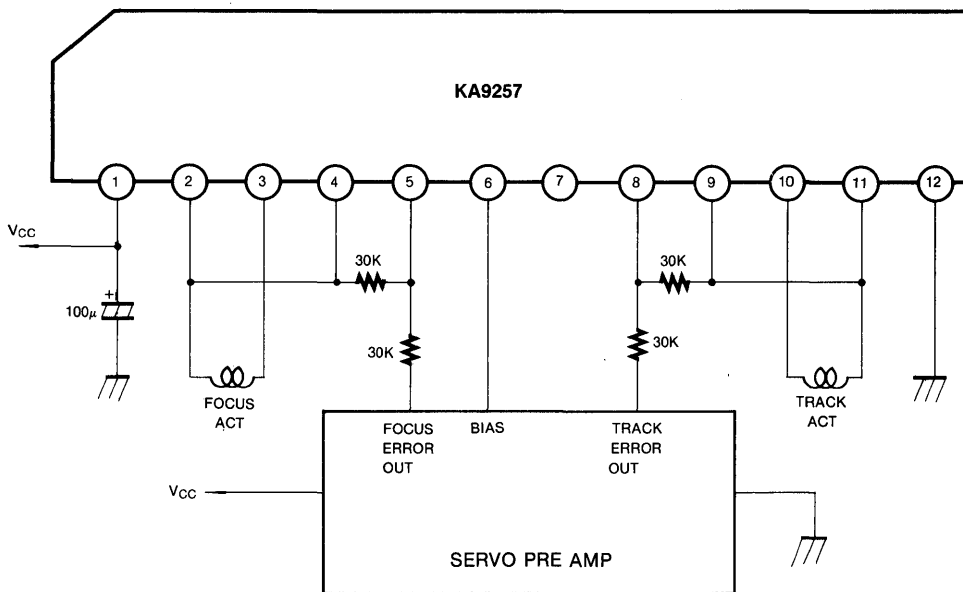 KA9257
1 2 3 4 5 6 7 8 9 10 11 12
VCC
30K 30K
+
100μ
30K 30K
FOCUS
ACT
TRACK
ACT
FOCUS
ERROR
OUT
BIAS
TRACK
ERROR
OUT
VCC
SERVO PRE AMP